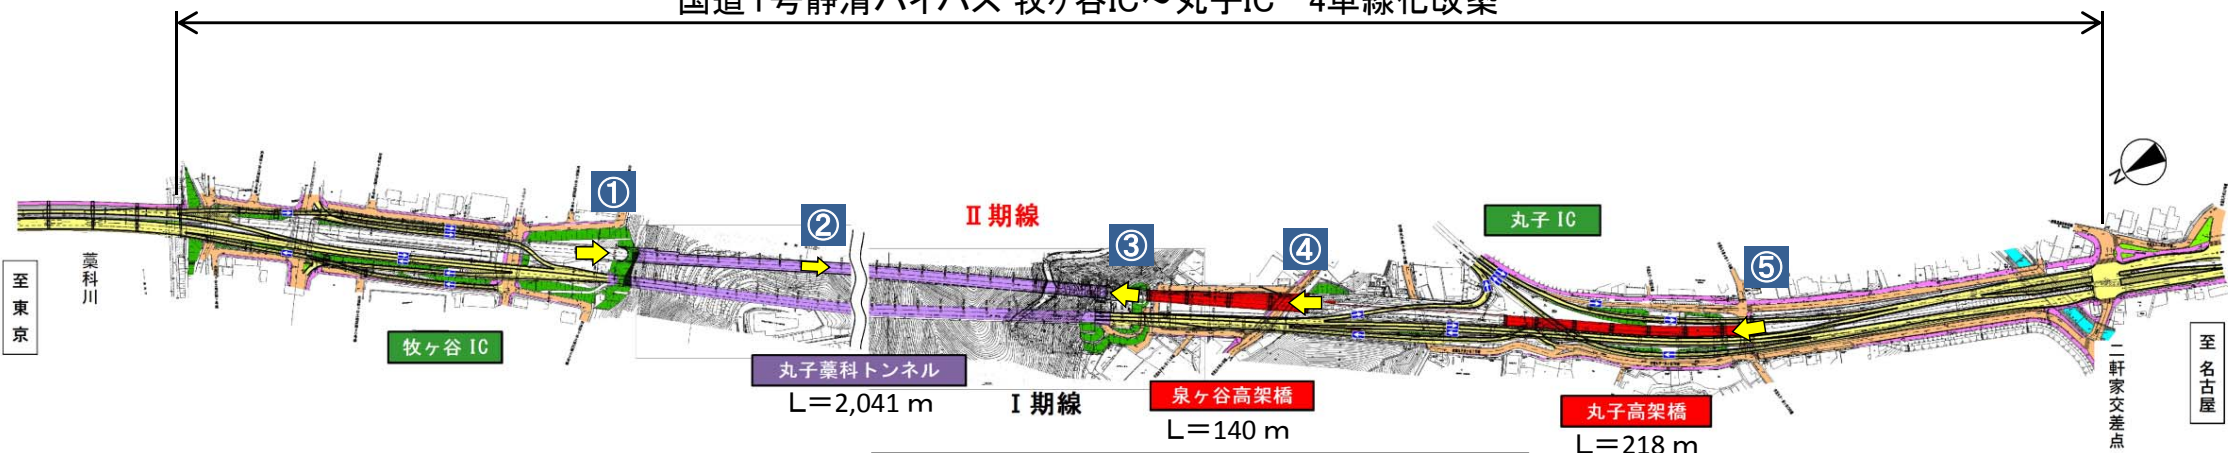 国道1号静清バイパス 牧ヶ谷IC～丸子IC 4車線化改築
①
②
Ⅱ期線
③
④
丸子 IC
⑤
N
藁科川
至東京
牧ヶ谷 IC
丸子藁科トンネル
L＝2,041 m
Ⅰ期線
泉ヶ谷高架橋
L＝140 m
丸子高架橋
L＝218 m
二軒家交差点
至名古屋